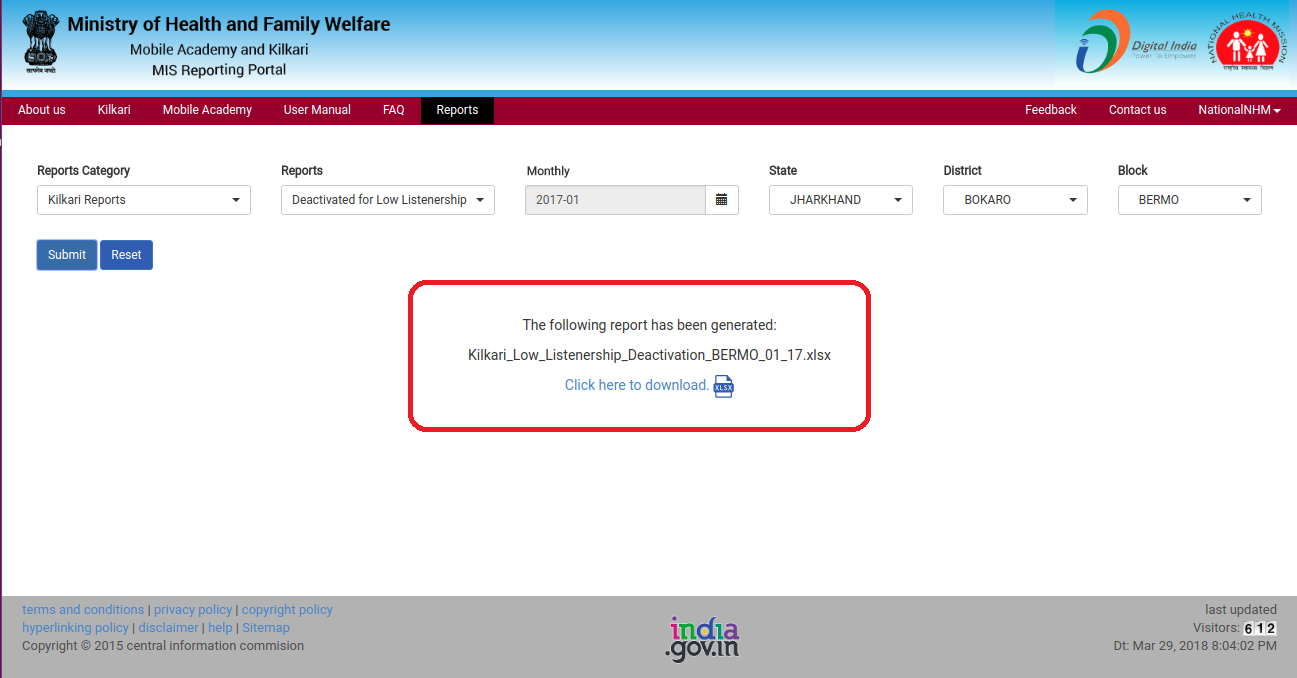 Ministry of Health and Family Welfare
Mobile Academy and Kilkari
MIS Reporting Portal
सत्यमेव जयते
Digital India
Power To Empower
NATIONAL HEALTH MISSION
राष्ट्रीय स्वास्थ्य मिशन
About us Kilkari Mobile Academy User Manual FAQ Reports Feedback Contact us NationalNHM
Reports Category Reports Monthly State District Block
Kilkari Reports Deactivated for Low Listenership 2017-01 JHARKHAND BOKARO BERMO
Submit Reset
The following report has been generated:
Kilkari_Low_Listenership_Deactivation_BERMO_01_17.xlsx
Click here to download. XLSX
terms and conditions | privacy policy | copyright policy
hyperlinking policy | disclaimer | help | Sitemap
Copyright © 2015 central information commision
india
.gov.in
last updated
Visitors: 612
Dt: Mar 29, 2018 8:04:02 PM